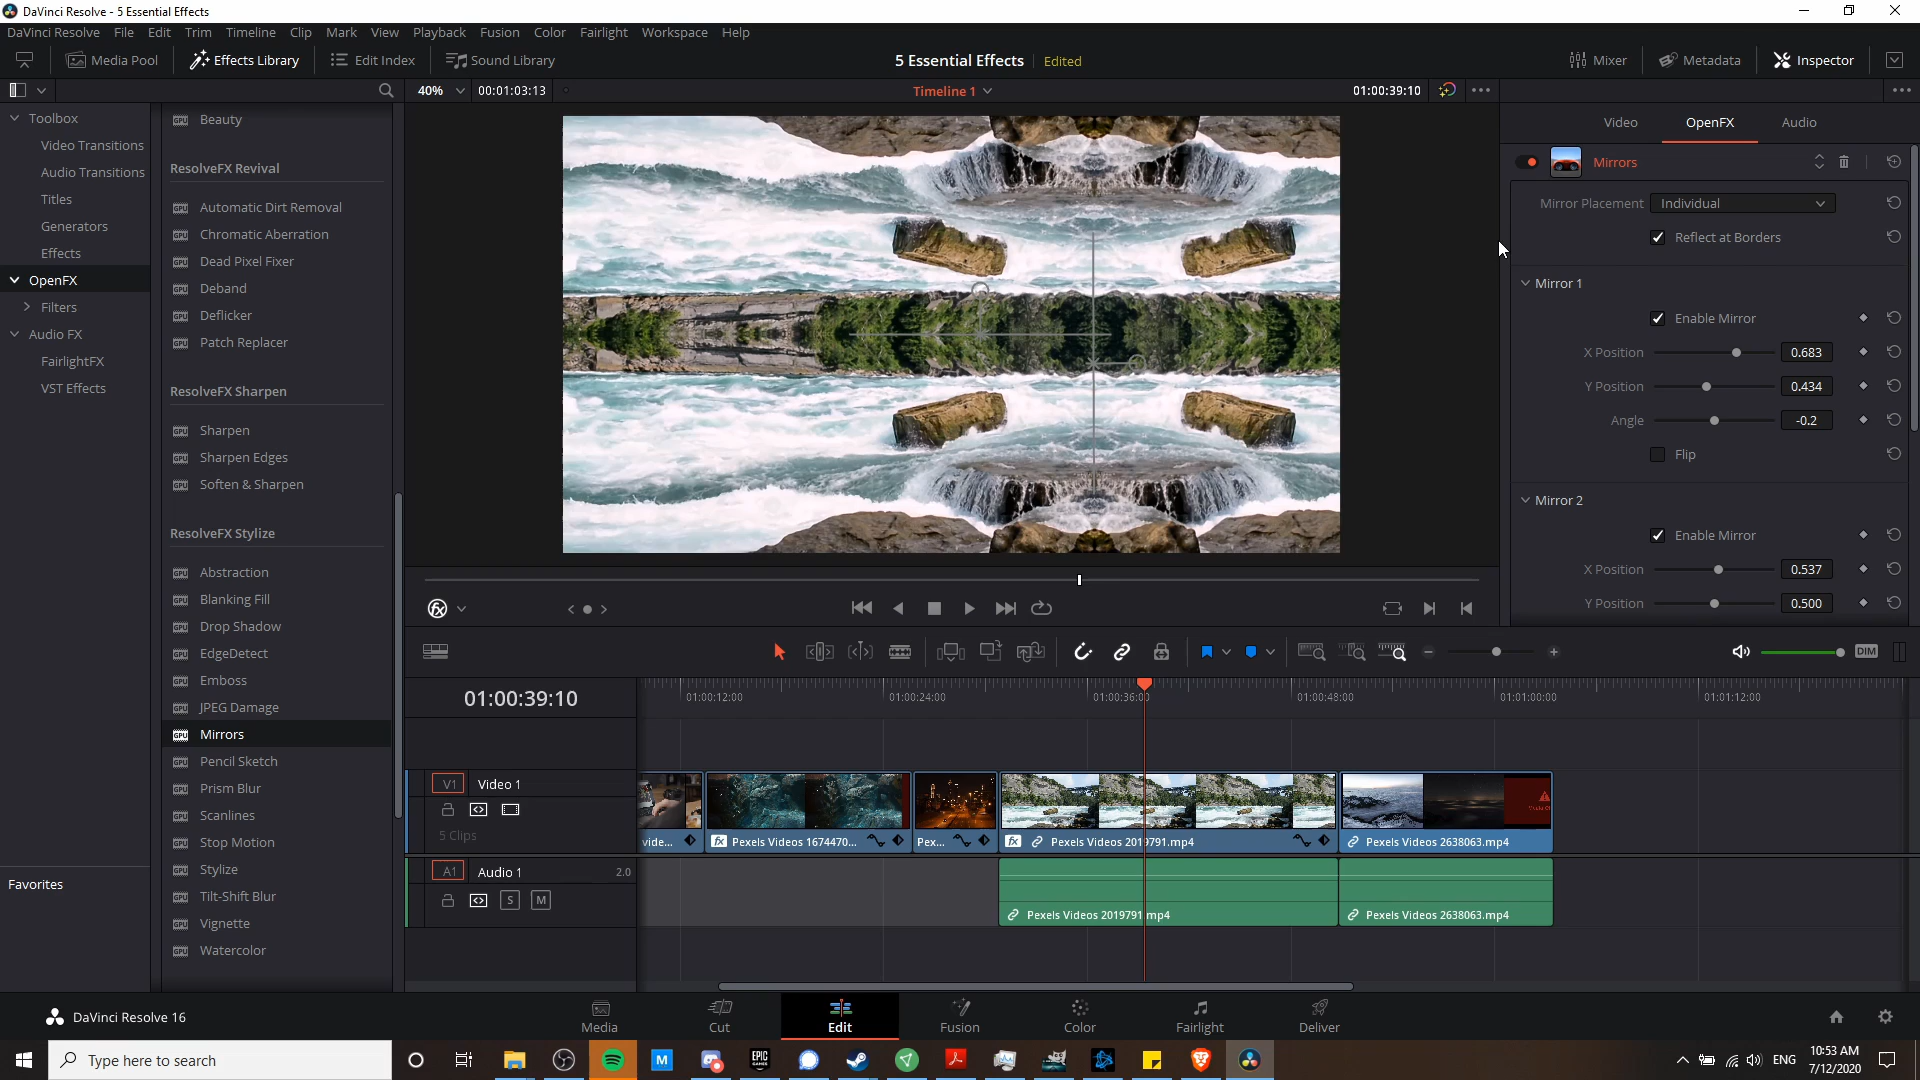 DaVinci Resolve - 5 Essential Effects
DaVinci Resolve File Edit Trim Timeline Clip Mark View Playback Fusion Color Fairlight Workspace Help
Media Pool Effects Library Edit Index Sound Library 5 Essential Effects Edited Mixer Metadata Inspector
40% 00:01:03:13 Timeline 1 01:00:39:10
Toolbox
Video Transitions
Audio Transitions
Titles
Generators
Effects
OpenFX
Filters
Audio FX
FairlightFX
VST Effects
Favorites
Beauty
ResolveFX Revival
Automatic Dirt Removal
Chromatic Aberration
Dead Pixel Fixer
Deband
Deflicker
Patch Replacer
ResolveFX Sharpen
Sharpen
Sharpen Edges
Soften & Sharpen
ResolveFX Stylize
Abstraction
Blanking Fill
Drop Shadow
EdgeDetect
Emboss
JPEG Damage
Mirrors
Pencil Sketch
Prism Blur
Scanlines
Stop Motion
Stylize
Tilt-Shift Blur
Vignette
Watercolor
Video OpenFX Audio
Mirrors
Mirror Placement Individual
Reflect at Borders
Mirror 1
Enable Mirror
X Position 0.683
Y Position 0.434
Angle -0.2
Flip
Mirror 2
Enable Mirror
X Position 0.537
Y Position 0.500
DIM
01:00:39:10
01:00:12:00 01:00:24:00 01:00:36:00 01:00:48:00 01:01:00:00 01:01:12:00
V1 Video 1
5 Clips
vide... fx Pexels Videos 1674470... Pex... fx Pexels Videos 2019791.mp4 Pexels Videos 2638063.mp4
A1 Audio 1 2.0
S M
Pexels Videos 2019791.mp4 Pexels Videos 2638063.mp4
DaVinci Resolve 16
Media Cut Edit Fusion Color Fairlight Deliver
Type here to search
EPIC GAMES
ENG
10:53 AM
7/12/2020